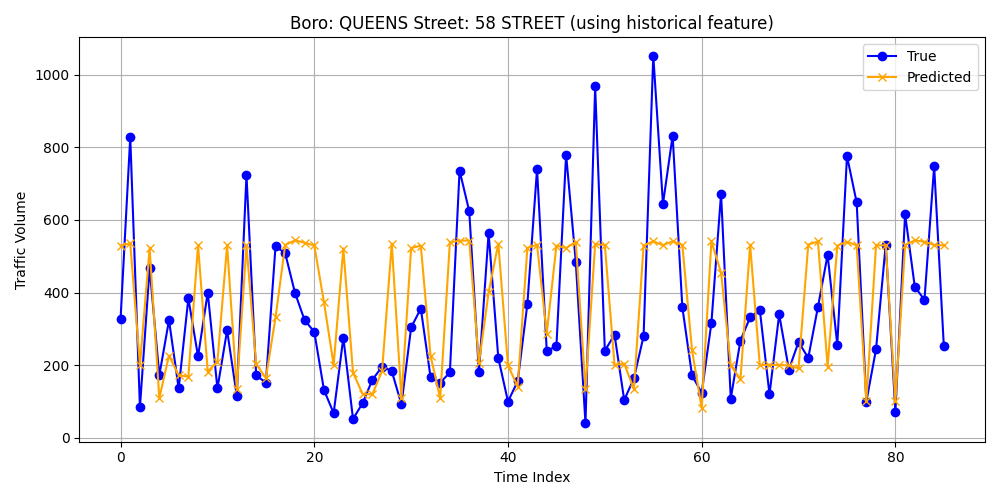 Boro: QUEENS Street: 58 STREET (using historical feature)
True
Predicted
Traffic Volume
1000
800
600
400
200
0
0 20 40 60 80
Time Index